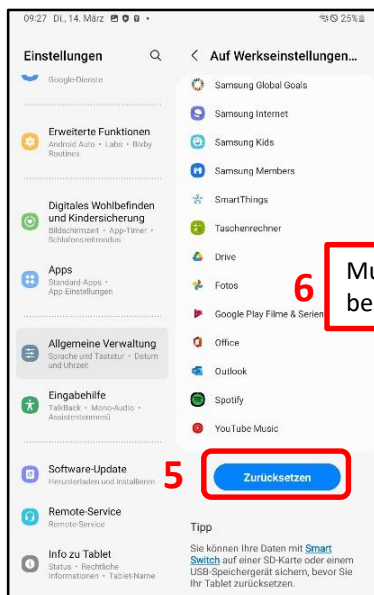 09:27 Di., 14. März
25%
Einstellungen
Google-Dienste
Erweiterte Funktionen
Android Auto • Labs • Bixby
Routines
Digitales Wohlbefinden
und Kindersicherung
Bildschirmzeit • App-Timer •
Schlafenszeitmodus
Apps
Standard-Apps •
App-Einstellungen
Allgemeine Verwaltung
Sprache und Tastatur • Datum
und Uhrzeit
Eingabehilfe
TalkBack • Mono-Audio •
Assistentenmenü
Software-Update
Herunterladen und installieren
Remote-Service
Remote-Service
Info zu Tablet
Status • Rechtliche
Informationen • Tablet-Name
< Auf Werkseinstellungen...
Samsung Global Goals
Samsung Internet
Samsung Kids
Samsung Members
SmartThings
Taschenrechner
Drive
Fotos
Google Play Filme & Serien
Office
Outlook
Spotify
YouTube Music
5
Zurücksetzen
Tipp
Sie können Ihre Daten mit Smart
Switch auf einer SD-Karte oder einem
USB-Speichergerät sichern, bevor Sie
Ihr Tablet zurücksetzen.
6